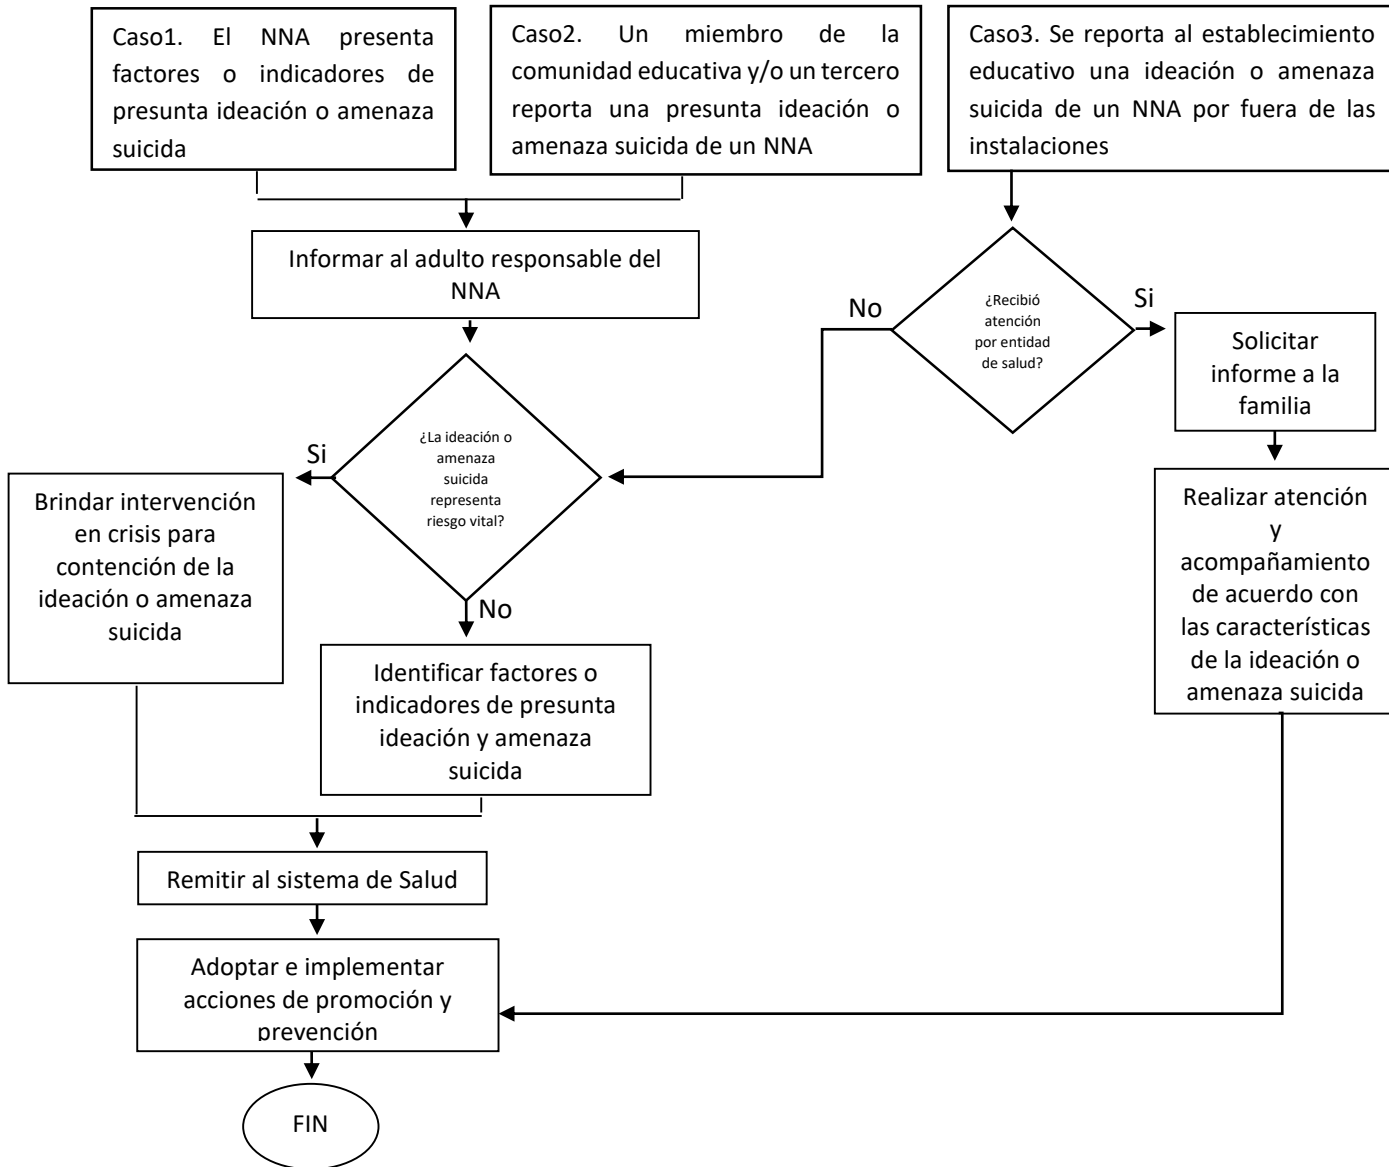 Caso1. El NNA presenta
factores o indicadores de
presunta ideación o amenaza
suicida
Caso2. Un miembro de la
comunidad educativa y/o un tercero
reporta una presunta ideación o
amenaza suicida de un NNA
Caso3. Se reporta al establecimiento
educativo una ideación o amenaza
suicida de un NNA por fuera de las
instalaciones
Informar al adulto responsable del
NNA
¿Recibió
atención
por entidad
de salud?
No
Si
Solicitar
informe a la
familia
¿La ideación o
amenaza
suicida
representa
riesgo vital?
Si
No
Brindar intervención
en crisis para
contención de la
ideación o amenaza
suicida
Realizar atención
y
acompañamiento
de acuerdo con
las características
de la ideación o
amenaza suicida
Identificar factores o
indicadores de presunta
ideación y amenaza
suicida
Remitir al sistema de Salud
Adoptar e implementar
acciones de promoción y
prevención
FIN